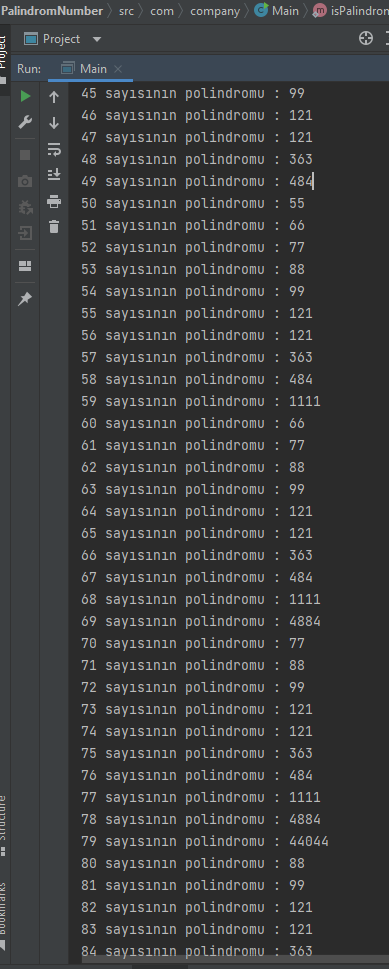 PalindromNumber › src › com › company › Main › isPalindrom
Project
Project
Run: Main ×
45 sayısının polindromu : 99
46 sayısının polindromu : 121
47 sayısının polindromu : 121
48 sayısının polindromu : 363
49 sayısının polindromu : 484
50 sayısının polindromu : 55
51 sayısının polindromu : 66
52 sayısının polindromu : 77
53 sayısının polindromu : 88
54 sayısının polindromu : 99
55 sayısının polindromu : 121
56 sayısının polindromu : 121
57 sayısının polindromu : 363
58 sayısının polindromu : 484
59 sayısının polindromu : 1111
60 sayısının polindromu : 66
61 sayısının polindromu : 77
62 sayısının polindromu : 88
63 sayısının polindromu : 99
64 sayısının polindromu : 121
65 sayısının polindromu : 121
66 sayısının polindromu : 363
67 sayısının polindromu : 484
68 sayısının polindromu : 1111
69 sayısının polindromu : 4884
70 sayısının polindromu : 77
71 sayısının polindromu : 88
72 sayısının polindromu : 99
73 sayısının polindromu : 121
74 sayısının polindromu : 121
75 sayısının polindromu : 363
76 sayısının polindromu : 484
77 sayısının polindromu : 1111
78 sayısının polindromu : 4884
79 sayısının polindromu : 44044
80 sayısının polindromu : 88
81 sayısının polindromu : 99
82 sayısının polindromu : 121
83 sayısının polindromu : 121
84 sayısının polindromu : 363
Structure
Bookmarks